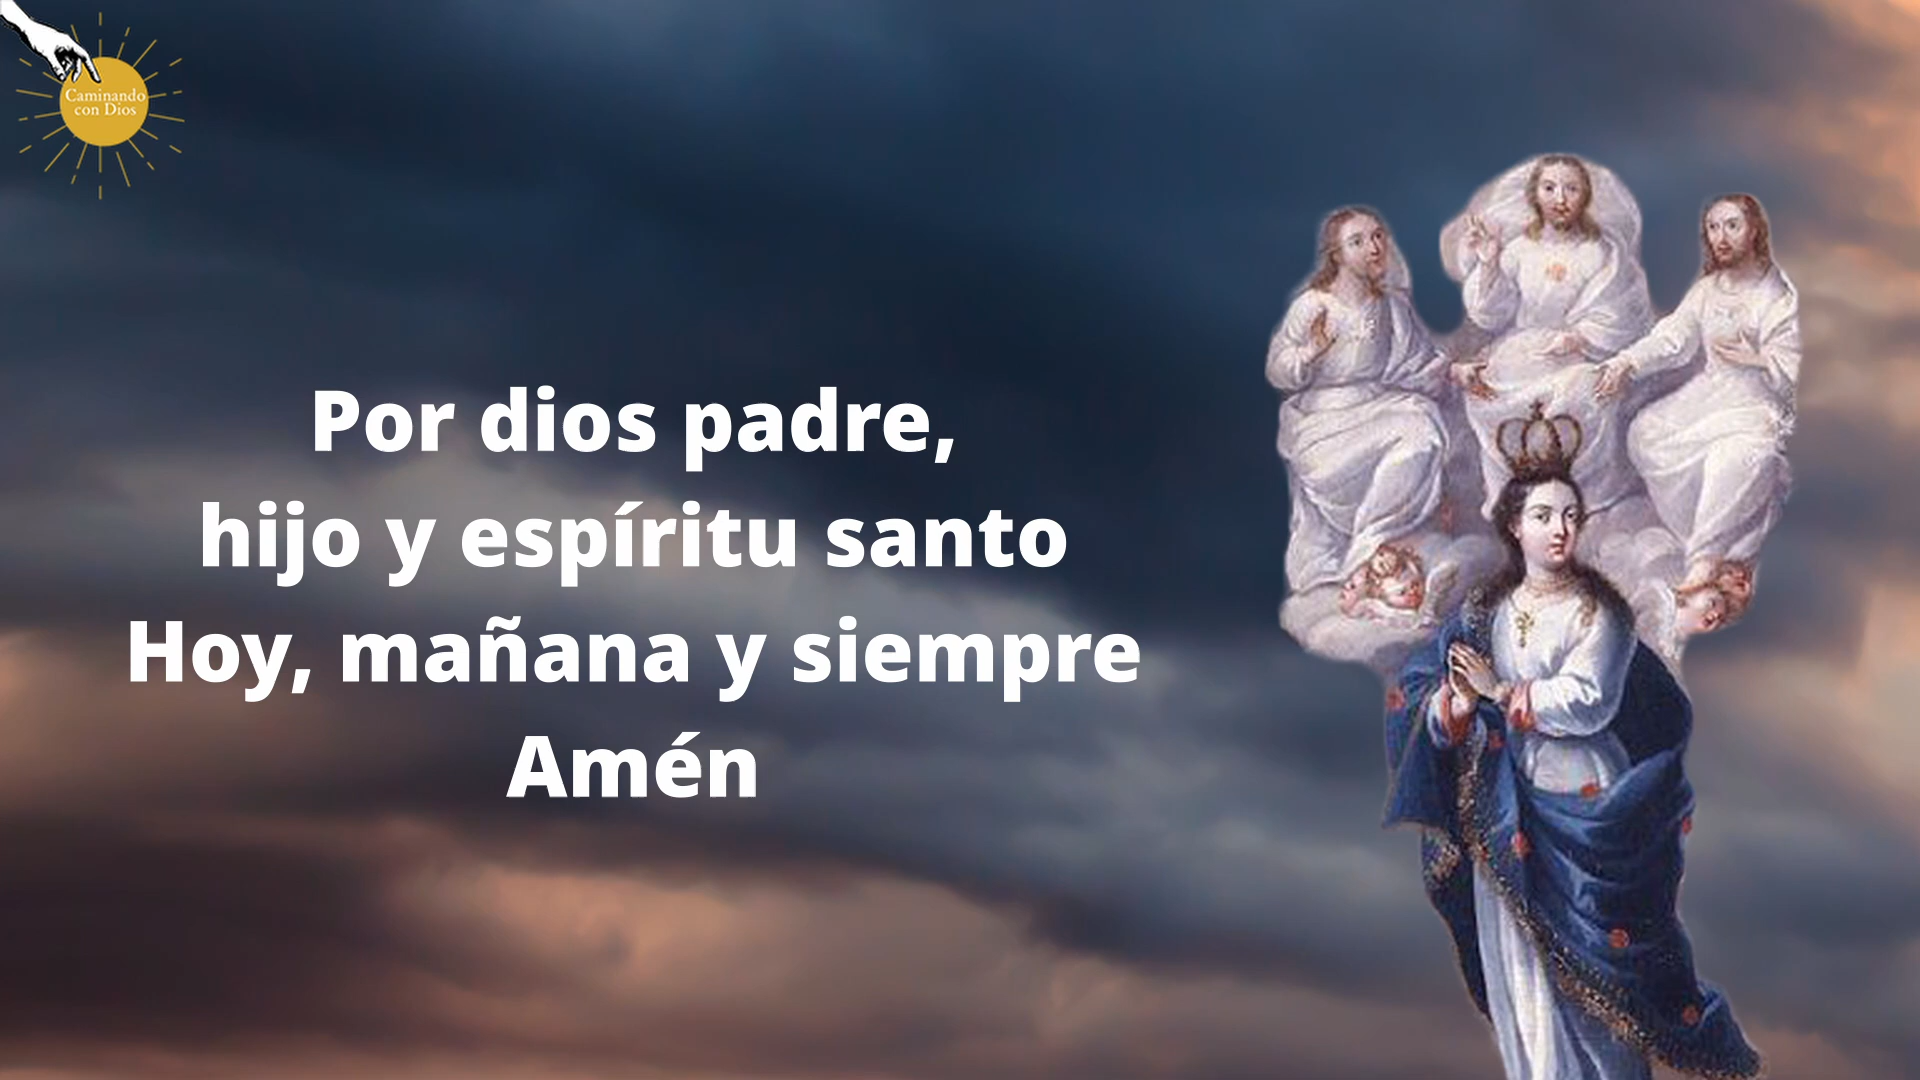 Caminando
con Dios
Por dios padre,
hijo y espíritu santo
Hoy, mañana y siempre
Amén